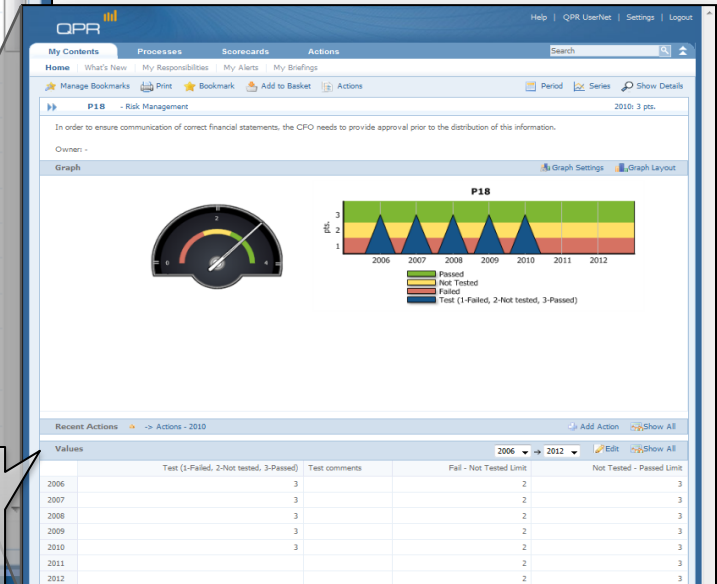 QPR
Help | QPR UserNet | Settings | Logout
My Contents Processes Scorecards Actions Search
Home What's New My Responsibilities My Alerts My Briefings
Manage Bookmarks Print Bookmark Add to Basket Actions Period Series Show Details
P18 - Risk Management 2010: 3 pts.
In order to ensure communication of correct financial statements, the CFO needs to provide approval prior to the distribution of this information.
Owner: -
Graph Graph Settings Graph Layout
P18
2
0 4
pts.
3
2
1
2006 2007 2008 2009 2010 2011 2012
Passed
Not Tested
Failed
Test (1-Failed, 2-Not tested, 3-Passed)
Recent Actions -> Actions - 2010 Add Action Show All
Values 2006 → 2012 Edit Show All
Test (1-Failed, 2-Not tested, 3-Passed) Test comments Fail - Not Tested Limit Not Tested - Passed Limit
2006 3 2 3
2007 3 2 3
2008 3 2 3
2009 3 2 3
2010 3 2 3
2011 2 3
2012 2 3